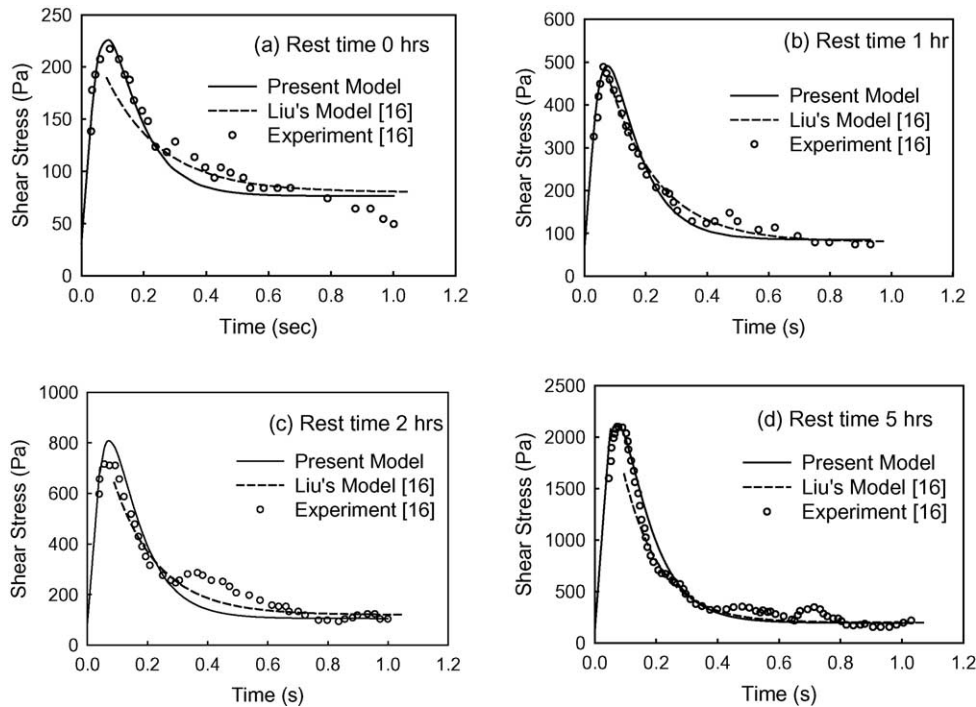 (a) Rest time 0 hrs
Present Model
Liu's Model [16]
Experiment [16]
Shear Stress (Pa)
250
200
150
100
50
0
0.0 0.2 0.4 0.6 0.8 1.0 1.2
Time (sec)
(b) Rest time 1 hr
Present Model
Liu's Model [16]
Experiment [16]
Shear Stress (Pa)
600
500
400
300
200
100
0
0.0 0.2 0.4 0.6 0.8 1.0 1.2
Time (s)
(c) Rest time 2 hrs
Present Model
Liu's Model [16]
Experiment [16]
Shear Stress (Pa)
1000
800
600
400
200
0
0.0 0.2 0.4 0.6 0.8 1.0 1.2
Time (s)
(d) Rest time 5 hrs
Present Model
Liu's Model [16]
Experiment [16]
Shear Stress (Pa)
2500
2000
1500
1000
500
0
0.0 0.2 0.4 0.6 0.8 1.0 1.2
Time (s)